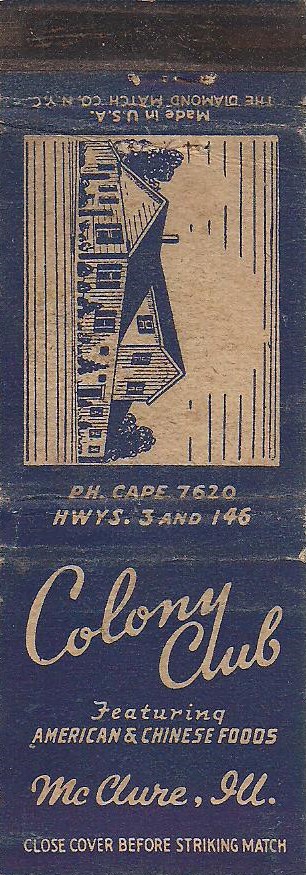 Made in U.S.A.
THE DIAMOND MATCH CO. N.Y.C.
PH. CAPE 7620
HWYS. 3 AND 146
Colony
Club
Featuring
AMERICAN & CHINESE FOODS
McClure, Ill.
CLOSE COVER BEFORE STRIKING MATCH